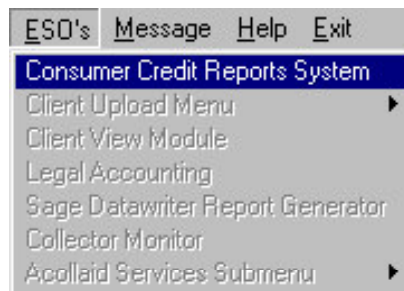 ESO's Message Help Exit
Consumer Credit Reports System
Client Upload Menu
Client View Module
Legal Accounting
Sage Datawriter Report Generator
Collector Monitor
Acollaid Services Submenu